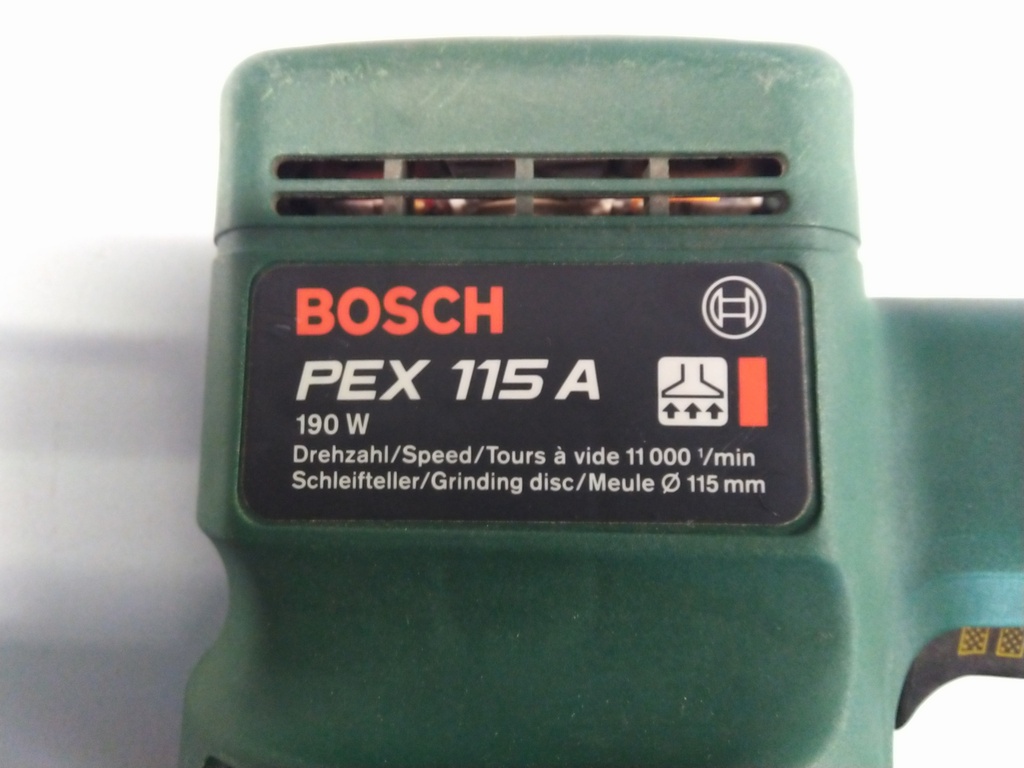 BOSCH
PEX 115 A
190 W
Drehzahl/Speed/Tours à vide 11 000 ¹/min
Schleifteller/Grinding disc/Meule Ø 115 mm